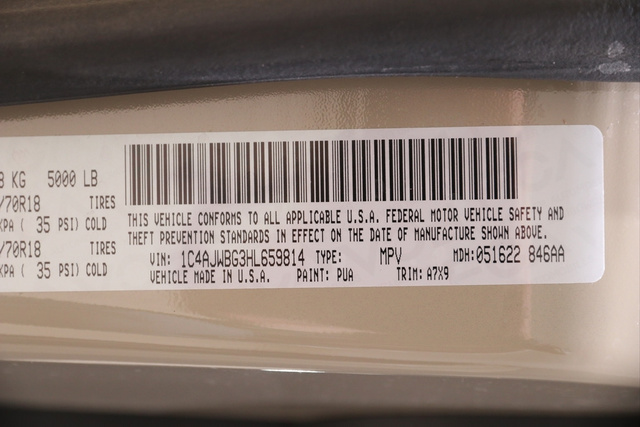 8 KG 5000 LB
/70R18 TIRES
KPA ( 35 PSI) COLD
/70R18 TIRES
KPA ( 35 PSI) COLD
THIS VEHICLE CONFORMS TO ALL APPLICABLE U.S.A. FEDERAL MOTOR VEHICLE SAFETY AND
THEFT PREVENTION STANDARDS IN EFFECT ON THE DATE OF MANUFACTURE SHOWN ABOVE.
VIN: 1C4AJWBG3HL659814 TYPE: MPV MDH: 051622 846AA
VEHICLE MADE IN U.S.A. PAINT: PUA TRIM: A7X9